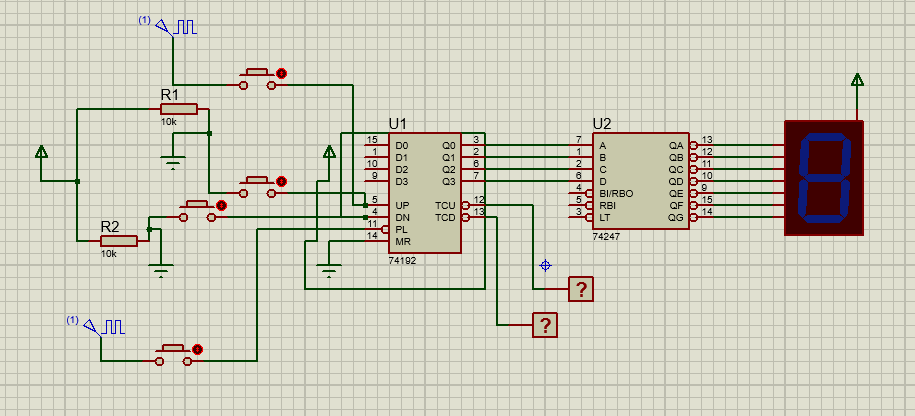 (1)
R1
10k
R2
10k
(1)
U1
15 D0 Q0 3
1 D1 Q1 2
10 D2 Q2 6
9 D3 Q3 7
5 UP TCU 12
4 DN TCD 13
11 PL
14 MR
74192
U2
7 A QA 13
1 B QB 12
2 C QC 11
6 D QD 10
4 BI/RBO QE 9
5 RBI QF 15
3 LT QG 14
74247
?
?